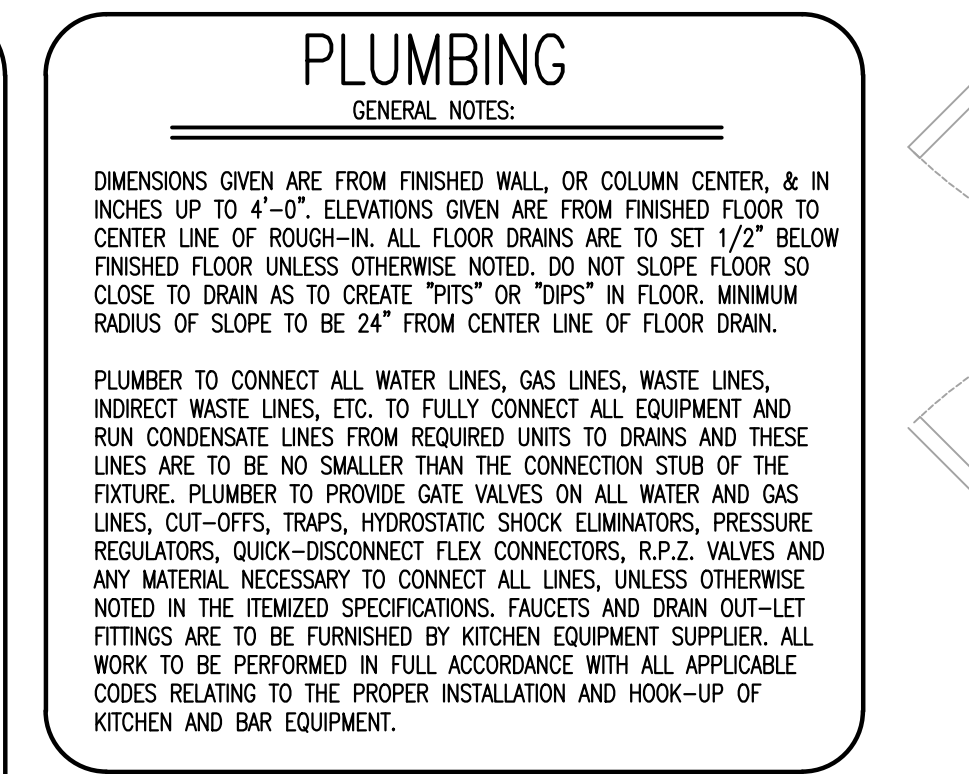 PLUMBING
GENERAL NOTES:
DIMENSIONS GIVEN ARE FROM FINISHED WALL, OR COLUMN CENTER, & IN
INCHES UP TO 4'-0". ELEVATIONS GIVEN ARE FROM FINISHED FLOOR TO
CENTER LINE OF ROUGH-IN. ALL FLOOR DRAINS ARE TO SET 1/2" BELOW
FINISHED FLOOR UNLESS OTHERWISE NOTED. DO NOT SLOPE FLOOR SO
CLOSE TO DRAIN AS TO CREATE "PITS" OR "DIPS" IN FLOOR. MINIMUM
RADIUS OF SLOPE TO BE 24" FROM CENTER LINE OF FLOOR DRAIN.
PLUMBER TO CONNECT ALL WATER LINES, GAS LINES, WASTE LINES,
INDIRECT WASTE LINES, ETC. TO FULLY CONNECT ALL EQUIPMENT AND
RUN CONDENSATE LINES FROM REQUIRED UNITS TO DRAINS AND THESE
LINES ARE TO BE NO SMALLER THAN THE CONNECTION STUB OF THE
FIXTURE. PLUMBER TO PROVIDE GATE VALVES ON ALL WATER AND GAS
LINES, CUT-OFFS, TRAPS, HYDROSTATIC SHOCK ELIMINATORS, PRESSURE
REGULATORS, QUICK-DISCONNECT FLEX CONNECTORS, R.P.Z. VALVES AND
ANY MATERIAL NECESSARY TO CONNECT ALL LINES, UNLESS OTHERWISE
NOTED IN THE ITEMIZED SPECIFICATIONS. FAUCETS AND DRAIN OUT-LET
FITTINGS ARE TO BE FURNISHED BY KITCHEN EQUIPMENT SUPPLIER. ALL
WORK TO BE PERFORMED IN FULL ACCORDANCE WITH ALL APPLICABLE
CODES RELATING TO THE PROPER INSTALLATION AND HOOK-UP OF
KITCHEN AND BAR EQUIPMENT.